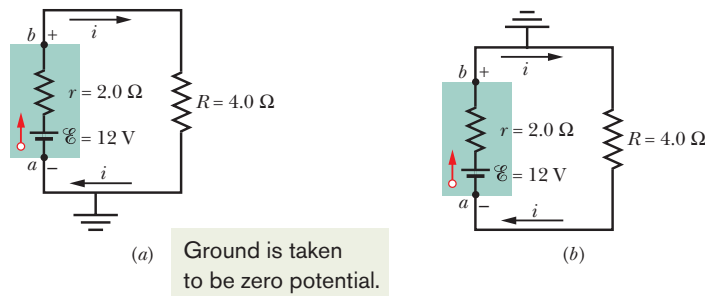 i
b +
r = 2.0 Ω
R = 4.0 Ω
ℰ = 12 V
a –
i
(a)
Ground is taken
to be zero potential.
i
b +
r = 2.0 Ω
R = 4.0 Ω
ℰ = 12 V
a –
i
(b)